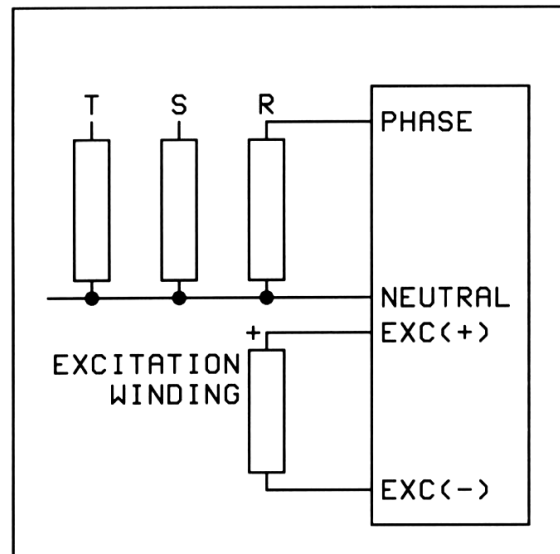 T S R
PHASE
NEUTRAL
+ EXC(+)
EXCITATION
WINDING
EXC(-)